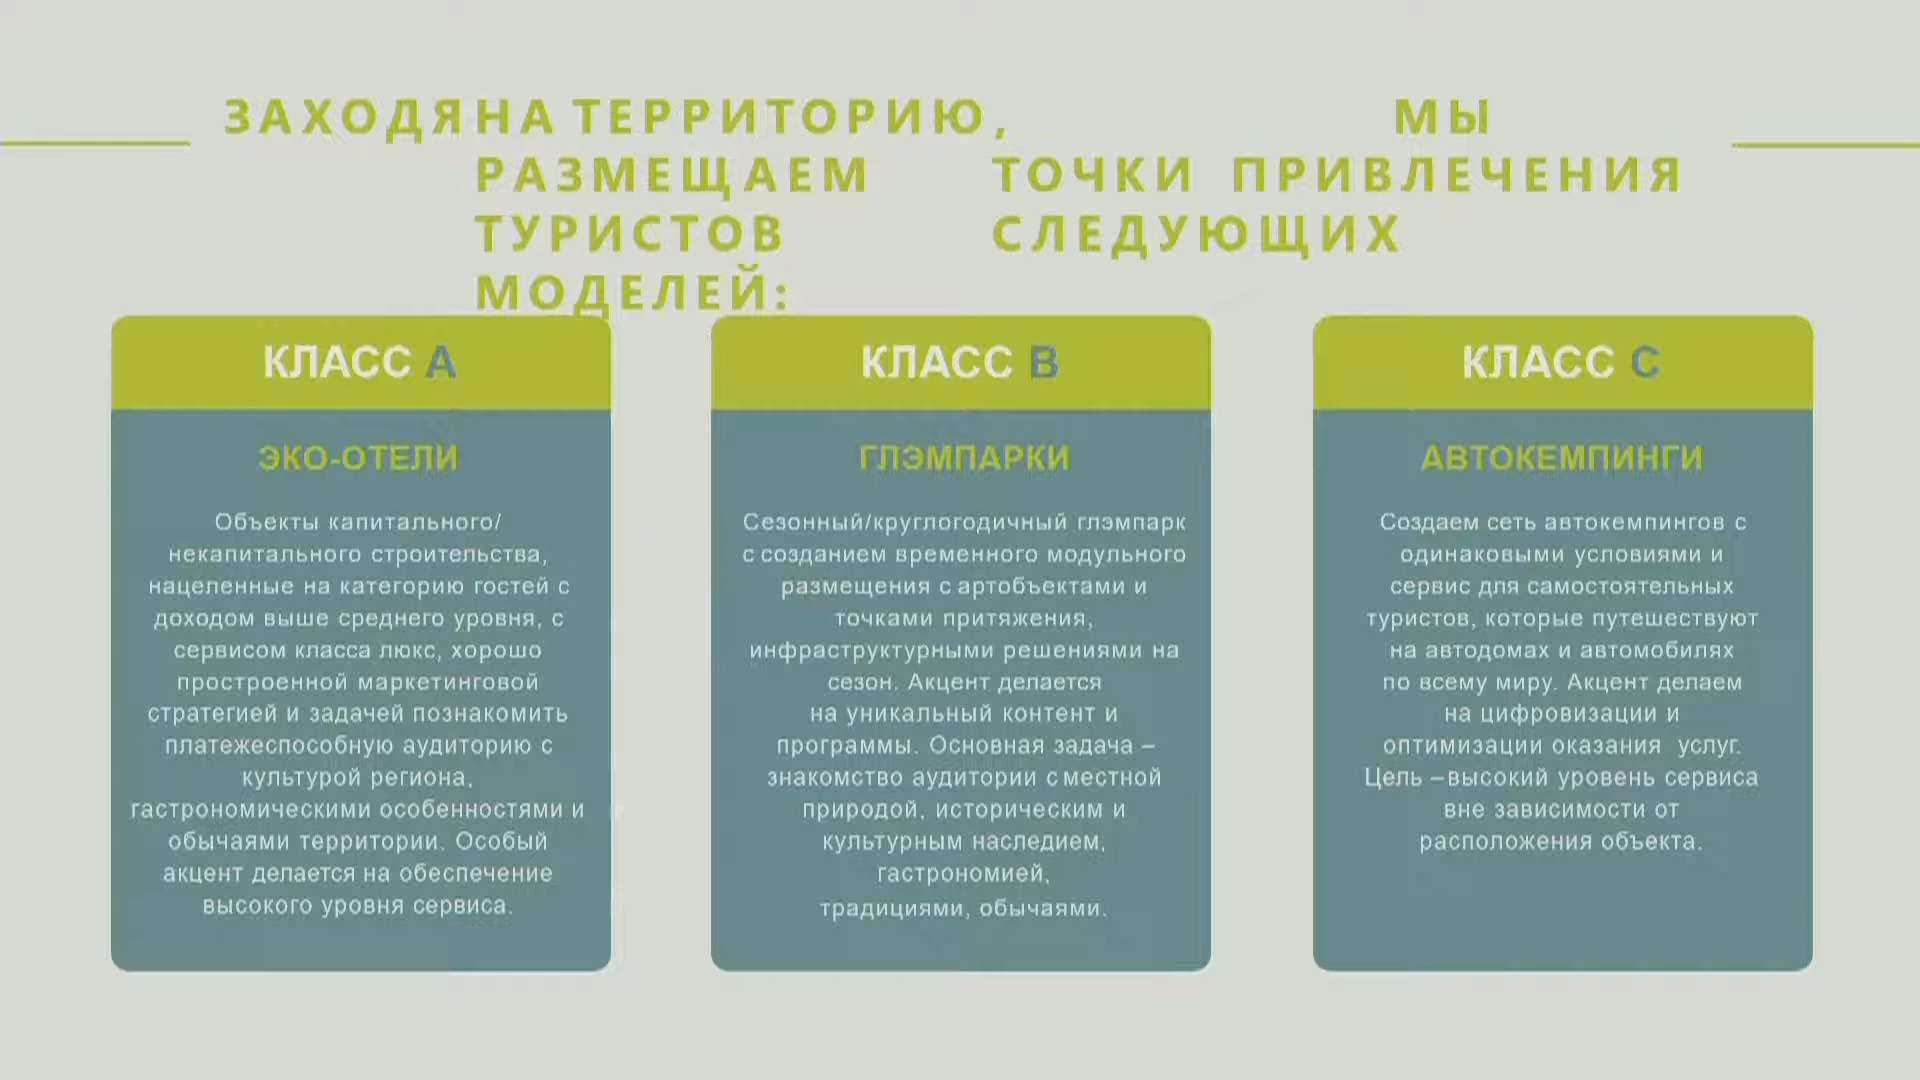 ЗАХОДЯ НА ТЕРРИТОРИЮ, МЫ
РАЗМЕЩАЕМ ТОЧКИ ПРИВЛЕЧЕНИЯ
ТУРИСТОВ СЛЕДУЮЩИХ
МОДЕЛЕЙ:
КЛАСС A
ЭКО-ОТЕЛИ
Объекты капитального/
некапитального строительства,
нацеленные на категорию гостей с
доходом выше среднего уровня, с
сервисом класса люкс, хорошо
простроенной маркетинговой
стратегией и задачей познакомить
платежеспособную аудиторию с
культурой региона,
гастрономическими особенностями и
обычаями территории. Особый
акцент делается на обеспечение
высокого уровня сервиса.
КЛАСС B
ГЛЭМПАРКИ
Сезонный/круглогодичный глэмпарк
с созданием временного модульного
размещения с артобъектами и
точками притяжения,
инфраструктурными решениями на
сезон. Акцент делается
на уникальный контент и
программы. Основная задача –
знакомство аудитории с местной
природой, историческим и
культурным наследием,
гастрономией,
традициями, обычаями.
КЛАСС C
АВТОКЕМПИНГИ
Создаем сеть автокемпингов с
одинаковыми условиями и
сервис для самостоятельных
туристов, которые путешествуют
на автодомах и автомобилях
по всему миру. Акцент делаем
на цифровизации и
оптимизации оказания услуг.
Цель –высокий уровень сервиса
вне зависимости от
расположения объекта.